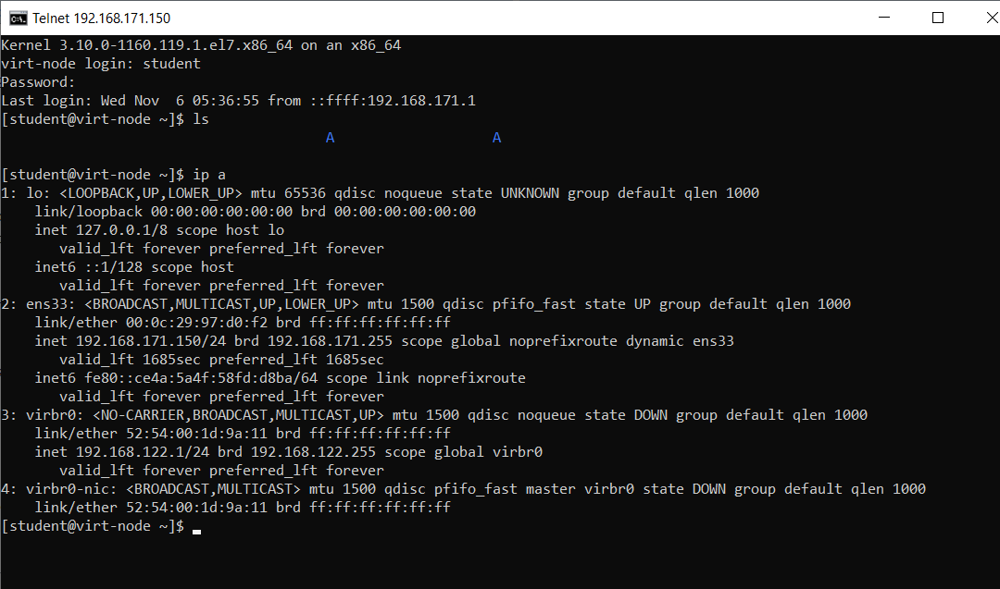 Telnet 192.168.171.150
Kernel 3.10.0-1160.119.1.el7.x86_64 on an x86_64
virt-node login: student
Password:
Last login: Wed Nov  6 05:36:55 from ::ffff:192.168.171.1
[student@virt-node ~]$ ls
A A
[student@virt-node ~]$ ip a
1: lo: <LOOPBACK,UP,LOWER_UP> mtu 65536 qdisc noqueue state UNKNOWN group default qlen 1000
    link/loopback 00:00:00:00:00:00 brd 00:00:00:00:00:00
    inet 127.0.0.1/8 scope host lo
       valid_lft forever preferred_lft forever
    inet6 ::1/128 scope host
       valid_lft forever preferred_lft forever
2: ens33: <BROADCAST,MULTICAST,UP,LOWER_UP> mtu 1500 qdisc pfifo_fast state UP group default qlen 1000
    link/ether 00:0c:29:97:d0:f2 brd ff:ff:ff:ff:ff:ff
    inet 192.168.171.150/24 brd 192.168.171.255 scope global noprefixroute dynamic ens33
       valid_lft 1685sec preferred_lft 1685sec
    inet6 fe80::ce4a:5a4f:58fd:d8ba/64 scope link noprefixroute
       valid_lft forever preferred_lft forever
3: virbr0: <NO-CARRIER,BROADCAST,MULTICAST,UP> mtu 1500 qdisc noqueue state DOWN group default qlen 1000
    link/ether 52:54:00:1d:9a:11 brd ff:ff:ff:ff:ff:ff
    inet 192.168.122.1/24 brd 192.168.122.255 scope global virbr0
       valid_lft forever preferred_lft forever
4: virbr0-nic: <BROADCAST,MULTICAST> mtu 1500 qdisc pfifo_fast master virbr0 state DOWN group default qlen 1000
    link/ether 52:54:00:1d:9a:11 brd ff:ff:ff:ff:ff:ff
[student@virt-node ~]$